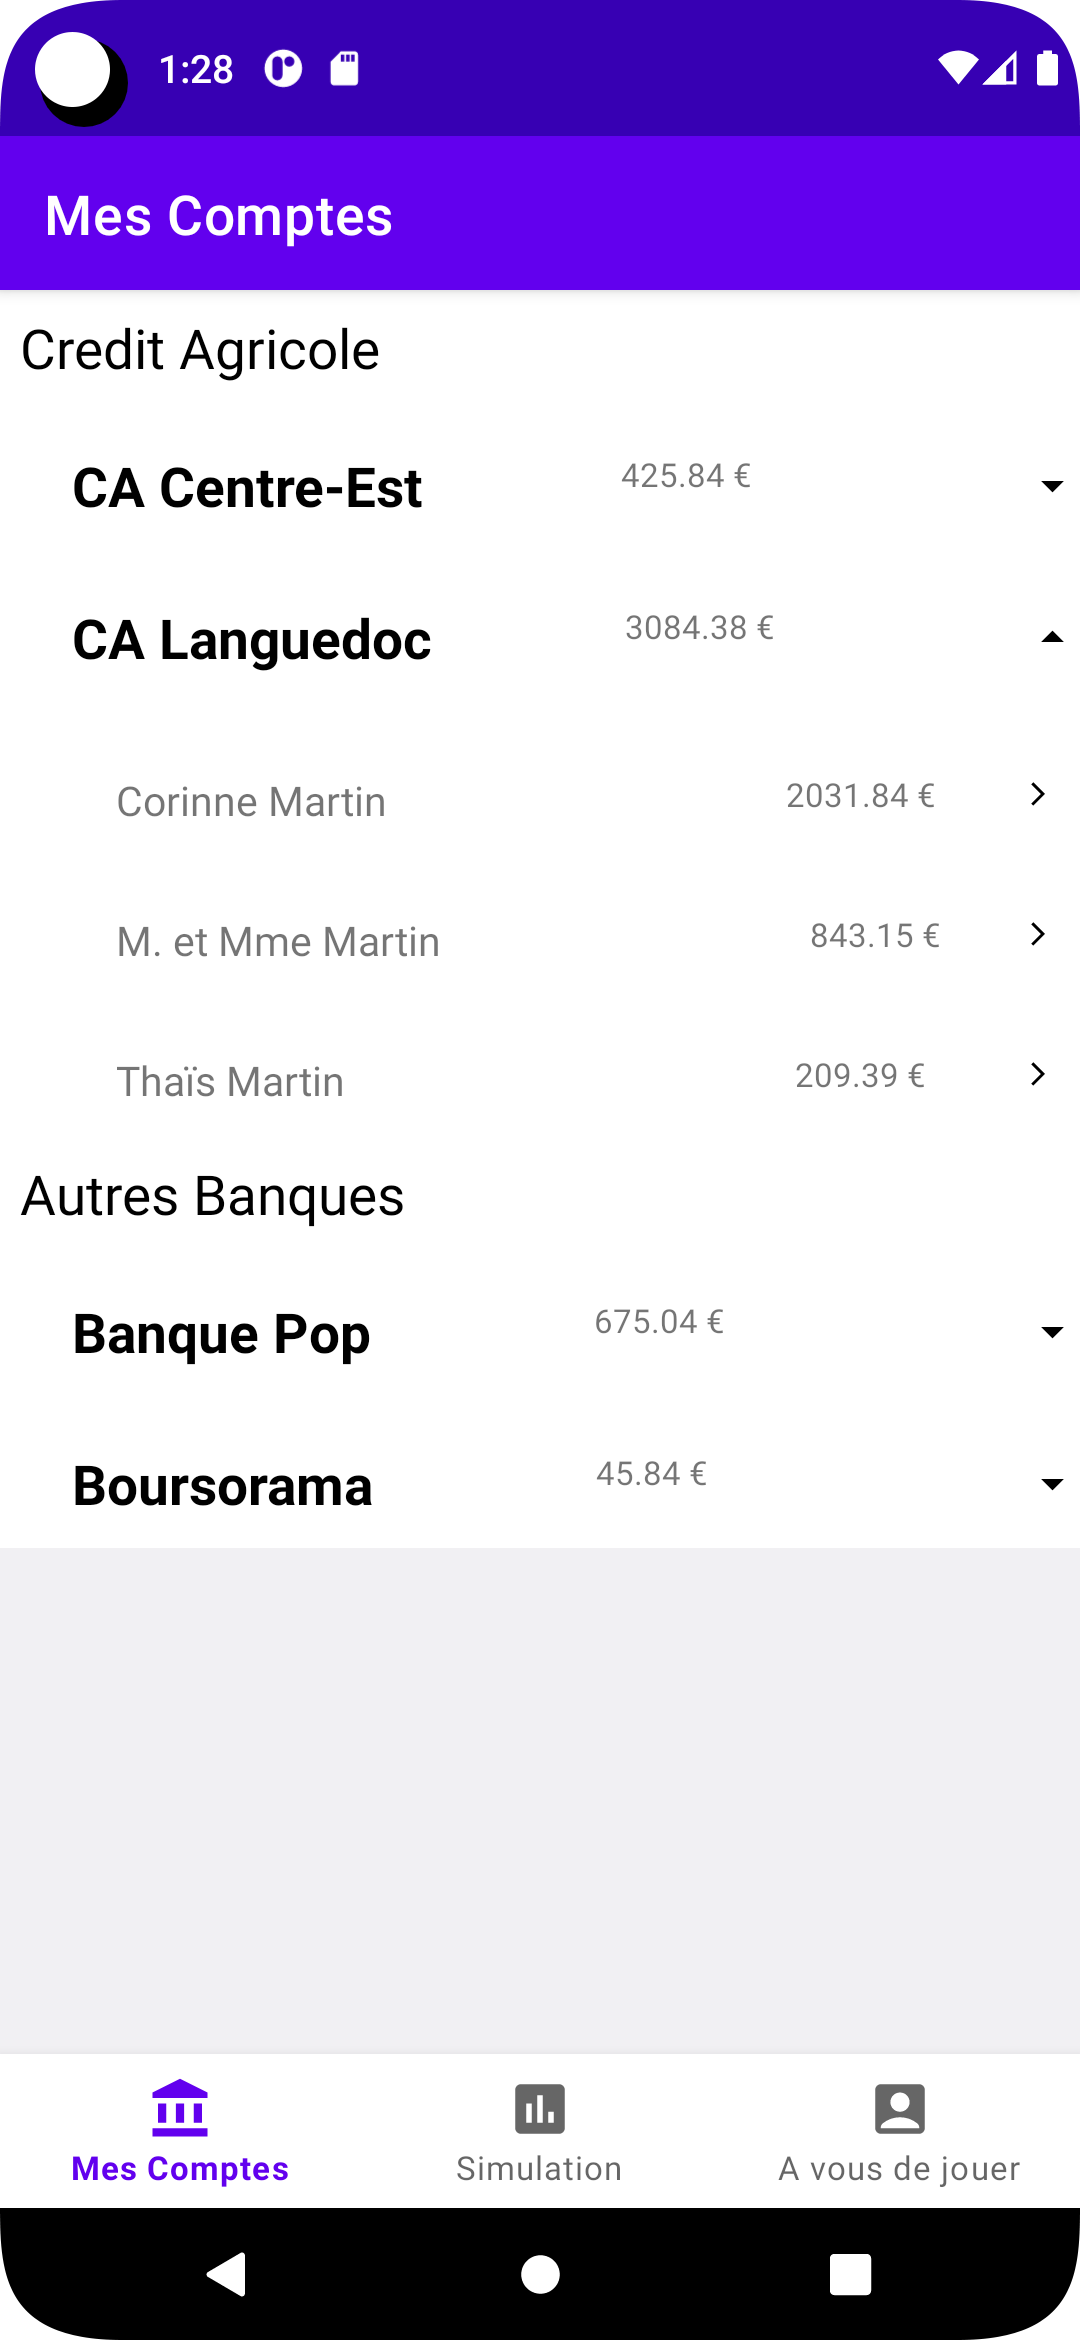 1:28
Mes Comptes
Credit Agricole
CA Centre-Est 425.84 €
CA Languedoc 3084.38 €
Corinne Martin 2031.84 €
M. et Mme Martin 843.15 €
Thaïs Martin 209.39 €
Autres Banques
Banque Pop 675.04 €
Boursorama 45.84 €
Mes Comptes Simulation A vous de jouer